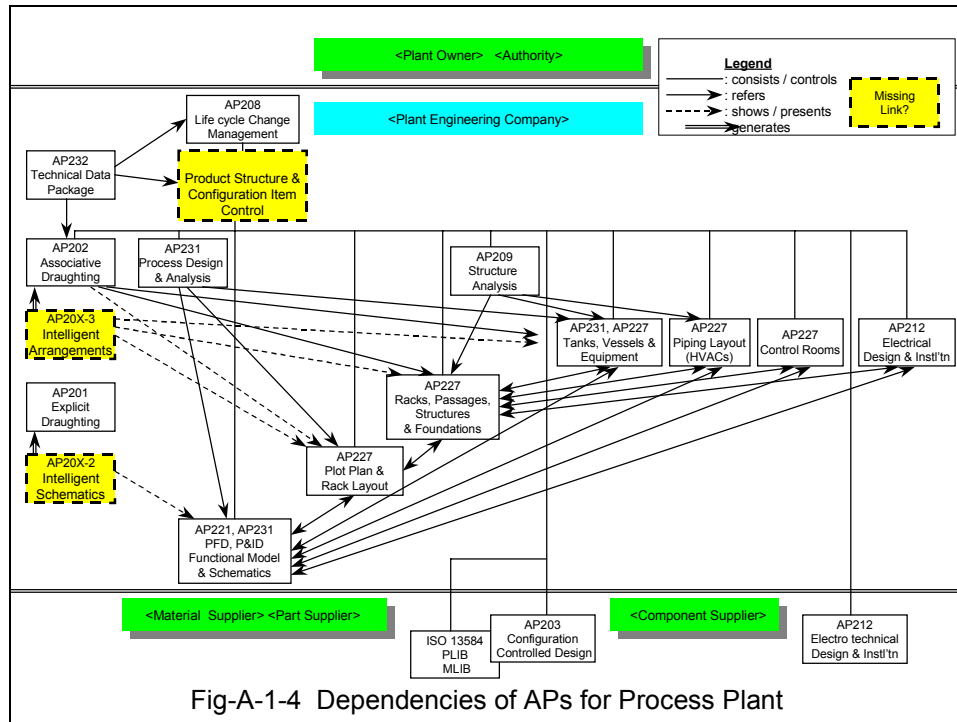 <Plant Owner> <Authority>
Legend
: consists / controls
: refers
: shows / presents
:generates
Missing
Link?
AP208
Life cycle Change
Management
<Plant Engineering Company>
AP232
Technical Data
Package
Product Structure &
Configuration Item
Control
AP202
Associative
Draughting
AP231
Process Design
& Analysis
AP209
Structure
Analysis
AP20X-3
Intelligent
Arrangements
AP231, AP227
Tanks, Vessels &
Equipment
AP227
Piping Layout
(HVACs)
AP227
Control Rooms
AP212
Electrical
Design & Instl'tn
AP201
Explicit
Draughting
AP227
Racks, Passages,
Structures
& Foundations
AP20X-2
Intelligent
Schematics
AP227
Plot Plan &
Rack Layout
AP221, AP231
PFD, P&ID
Functional Model
& Schematics
<Material Supplier> <Part Supplier>
<Component Supplier>
ISO 13584
PLIB
MLIB
AP203
Configuration
Controlled Design
AP212
Electro technical
Design & Instl'tn
Fig-A-1-4 Dependencies of APs for Process Plant